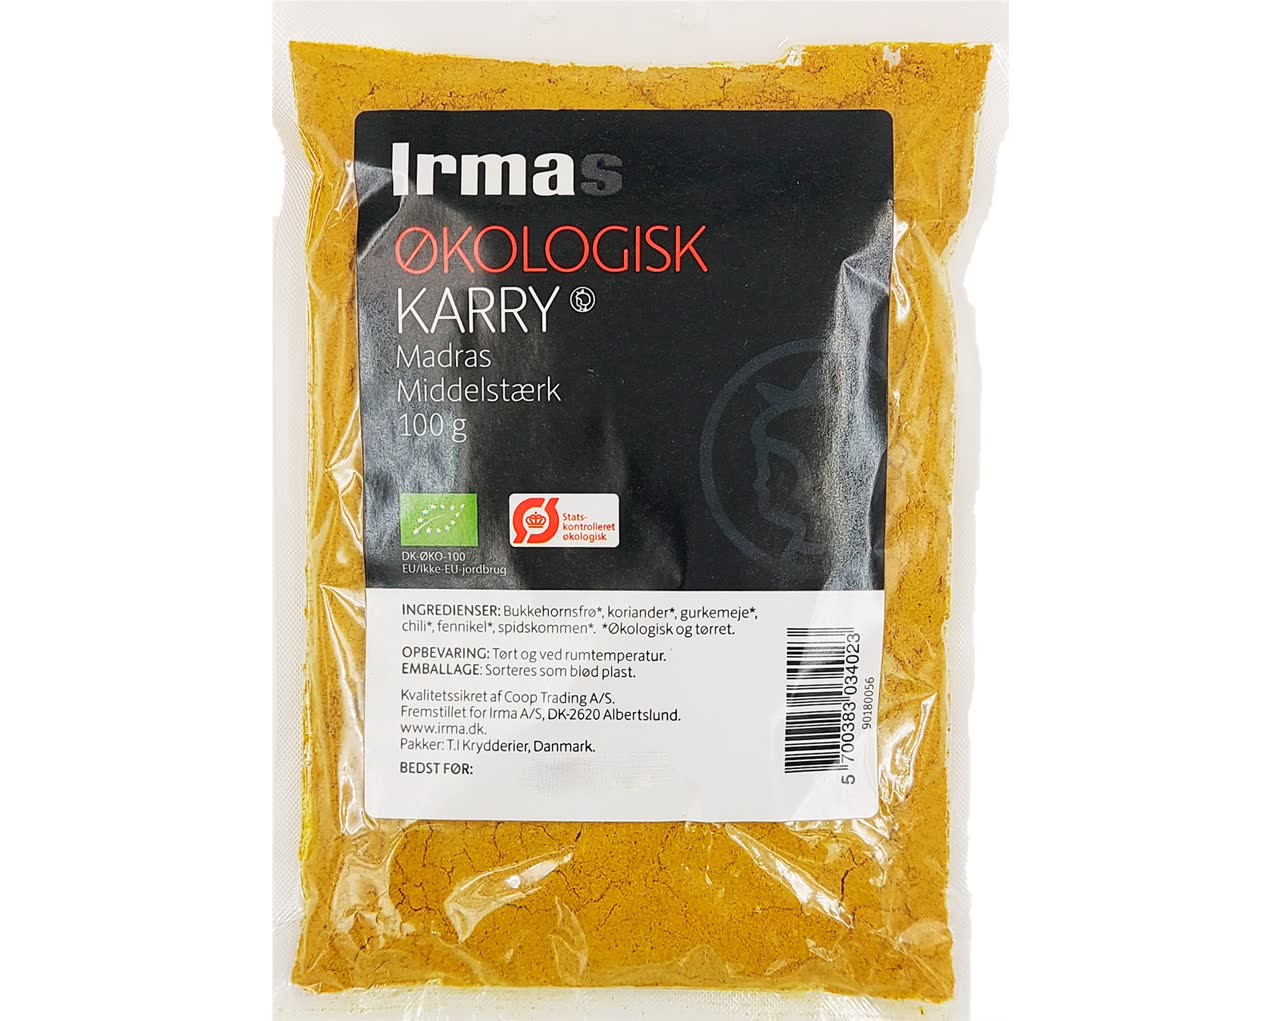 Irmas
ØKOLOGISK
KARRY
Madras
Middelstærk
100 g
DK-ØKO-100
EU/Ikke-EU-jordbrug
Stats-
kontrolleret
økologisk
INGREDIENSER: Bukkehornsfrø*, koriander*, gurkemeje*,
chili*, fennikel*, spidskommen*. *Økologisk og tørret.
OPBEVARING: Tørt og ved rumtemperatur.
EMBALLAGE: Sorteres som blød plast.
Kvalitetssikret af Coop Trading A/S.
Fremstillet for Irma A/S, DK-2620 Albertslund.
www.irma.dk.
Pakker: T.I Krydderier, Danmark.
BEDST FØR:
5 700383 034023
90180056